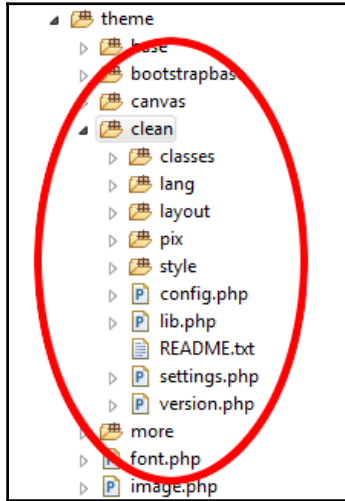 theme
base
bootstrapbas
canvas
clean
classes
lang
layout
pix
style
config.php
lib.php
README.txt
settings.php
version.php
more
font.php
image.php